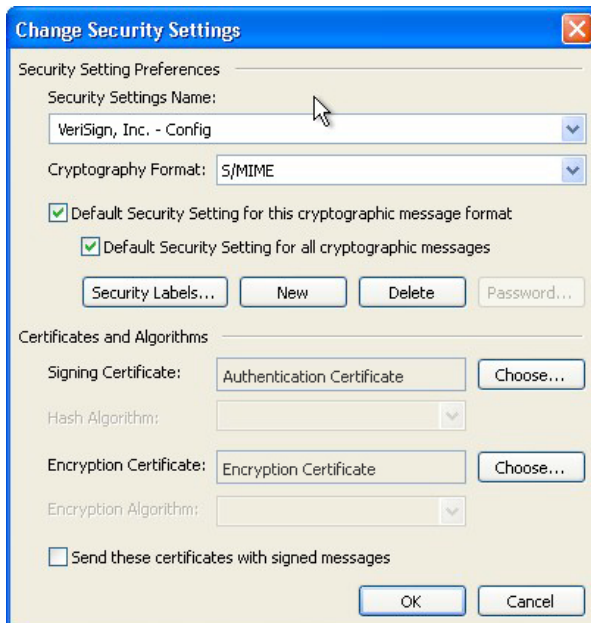 Change Security Settings
Security Setting Preferences
Security Settings Name:
VeriSign, Inc. - Config
Cryptography Format: S/MIME
Default Security Setting for this cryptographic message format
Default Security Setting for all cryptographic messages
Security Labels... New Delete Password...
Certificates and Algorithms
Signing Certificate: Authentication Certificate Choose...
Hash Algorithm:
Encryption Certificate: Encryption Certificate Choose...
Encryption Algorithm:
Send these certificates with signed messages
OK Cancel